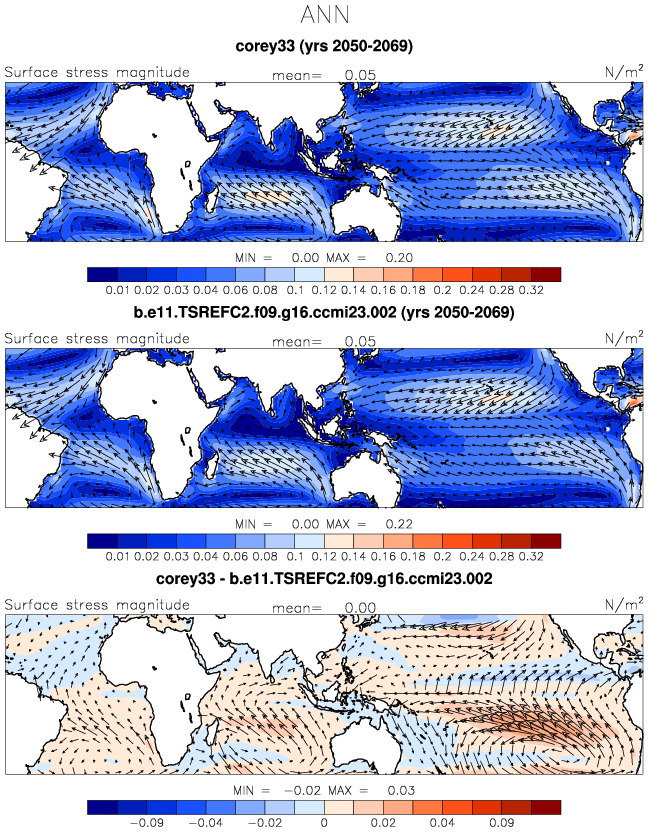 ANN
corey33 (yrs 2050-2069)
Surface stress magnitude mean= 0.05 N/m²
MIN = 0.00 MAX = 0.20
0.01 0.02 0.03 0.04 0.06 0.08 0.1 0.12 0.14 0.16 0.18 0.2 0.24 0.28 0.32
b.e11.TSREFC2.f09.g16.ccmi23.002 (yrs 2050-2069)
Surface stress magnitude mean= 0.05 N/m²
MIN = 0.00 MAX = 0.22
0.01 0.02 0.03 0.04 0.06 0.08 0.1 0.12 0.14 0.16 0.18 0.2 0.24 0.28 0.32
corey33 - b.e11.TSREFC2.f09.g16.ccmi23.002
Surface stress magnitude mean= 0.00 N/m²
MIN = -0.02 MAX = 0.03
-0.09 -0.04 -0.02 0 0.02 0.04 0.09